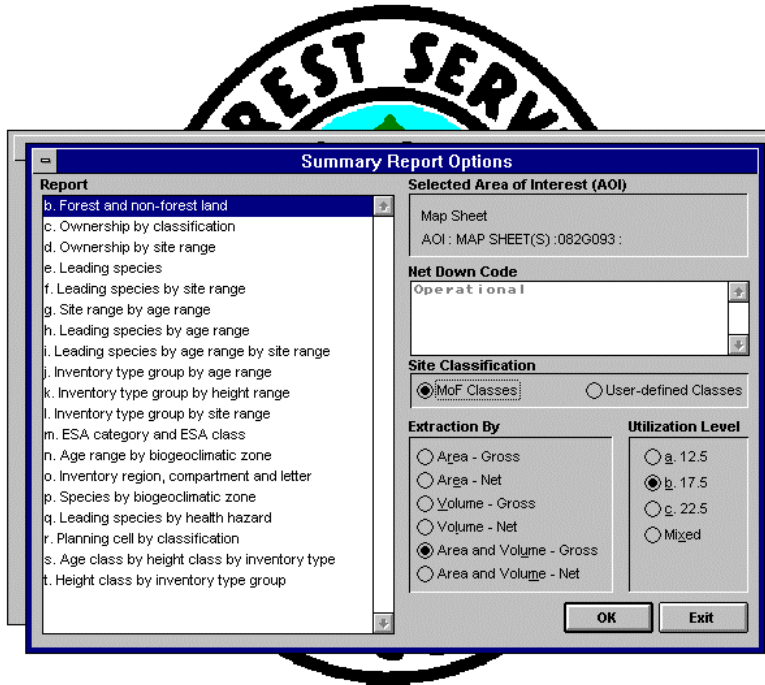 REST SERV
Summary Report Options
Report
b. Forest and non-forest land
c. Ownership by classification
d. Ownership by site range
e. Leading species
f. Leading species by site range
g. Site range by age range
h. Leading species by age range
i. Leading species by age range by site range
j. Inventory type group by age range
k. Inventory type group by height range
l. Inventory type group by site range
m. ESA category and ESA class
n. Age range by biogeoclimatic zone
o. Inventory region, compartment and letter
p. Species by biogeoclimatic zone
q. Leading species by health hazard
r. Planning cell by classification
s. Age class by height class by inventory type
t. Height class by inventory type group
Selected Area of Interest (AOI)
Map Sheet
AOI : MAP SHEET(S) :082G093 :
Net Down Code
Operational
Site Classification
MoF Classes
User-defined Classes
Extraction By
Area - Gross
Area - Net
Volume - Gross
Volume - Net
Area and Volume - Gross
Area and Volume - Net
Utilization Level
a. 12.5
b. 17.5
c. 22.5
Mixed
OK
Exit